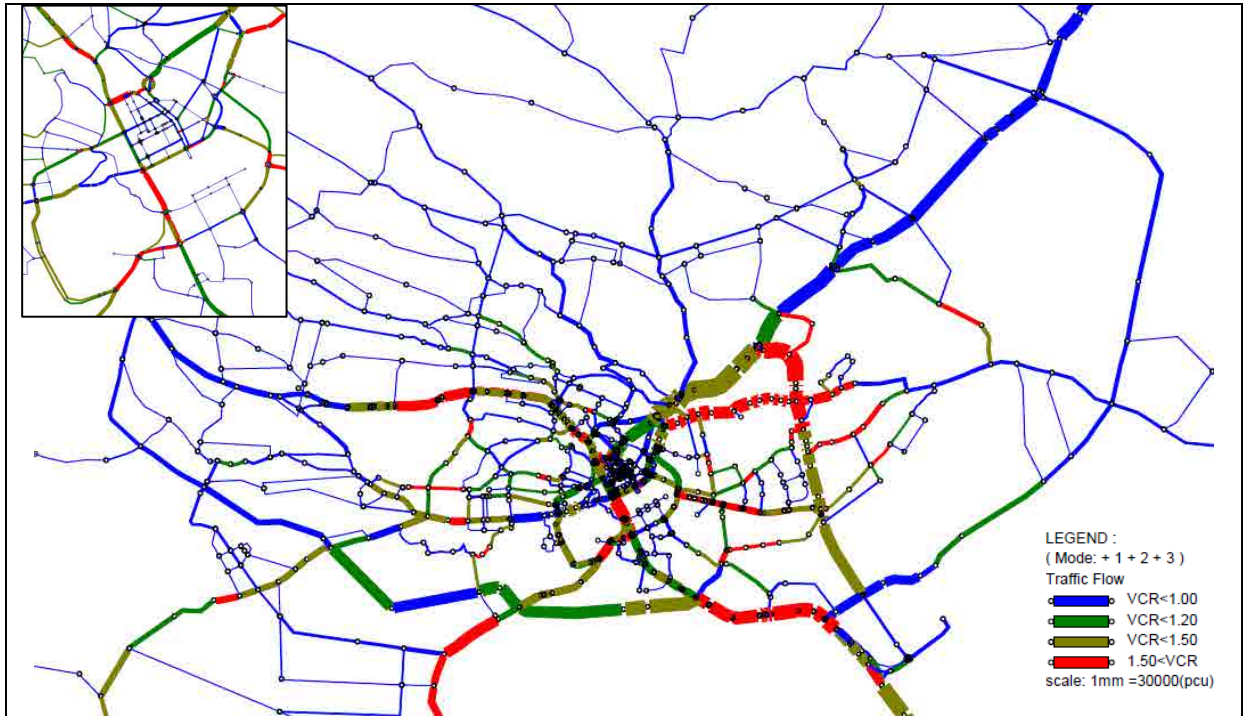 LEGEND :
( Mode: + 1 + 2 + 3 )
Traffic Flow
VCR<1.00
VCR<1.20
VCR<1.50
1.50<VCR
scale: 1mm =30000(pcu)